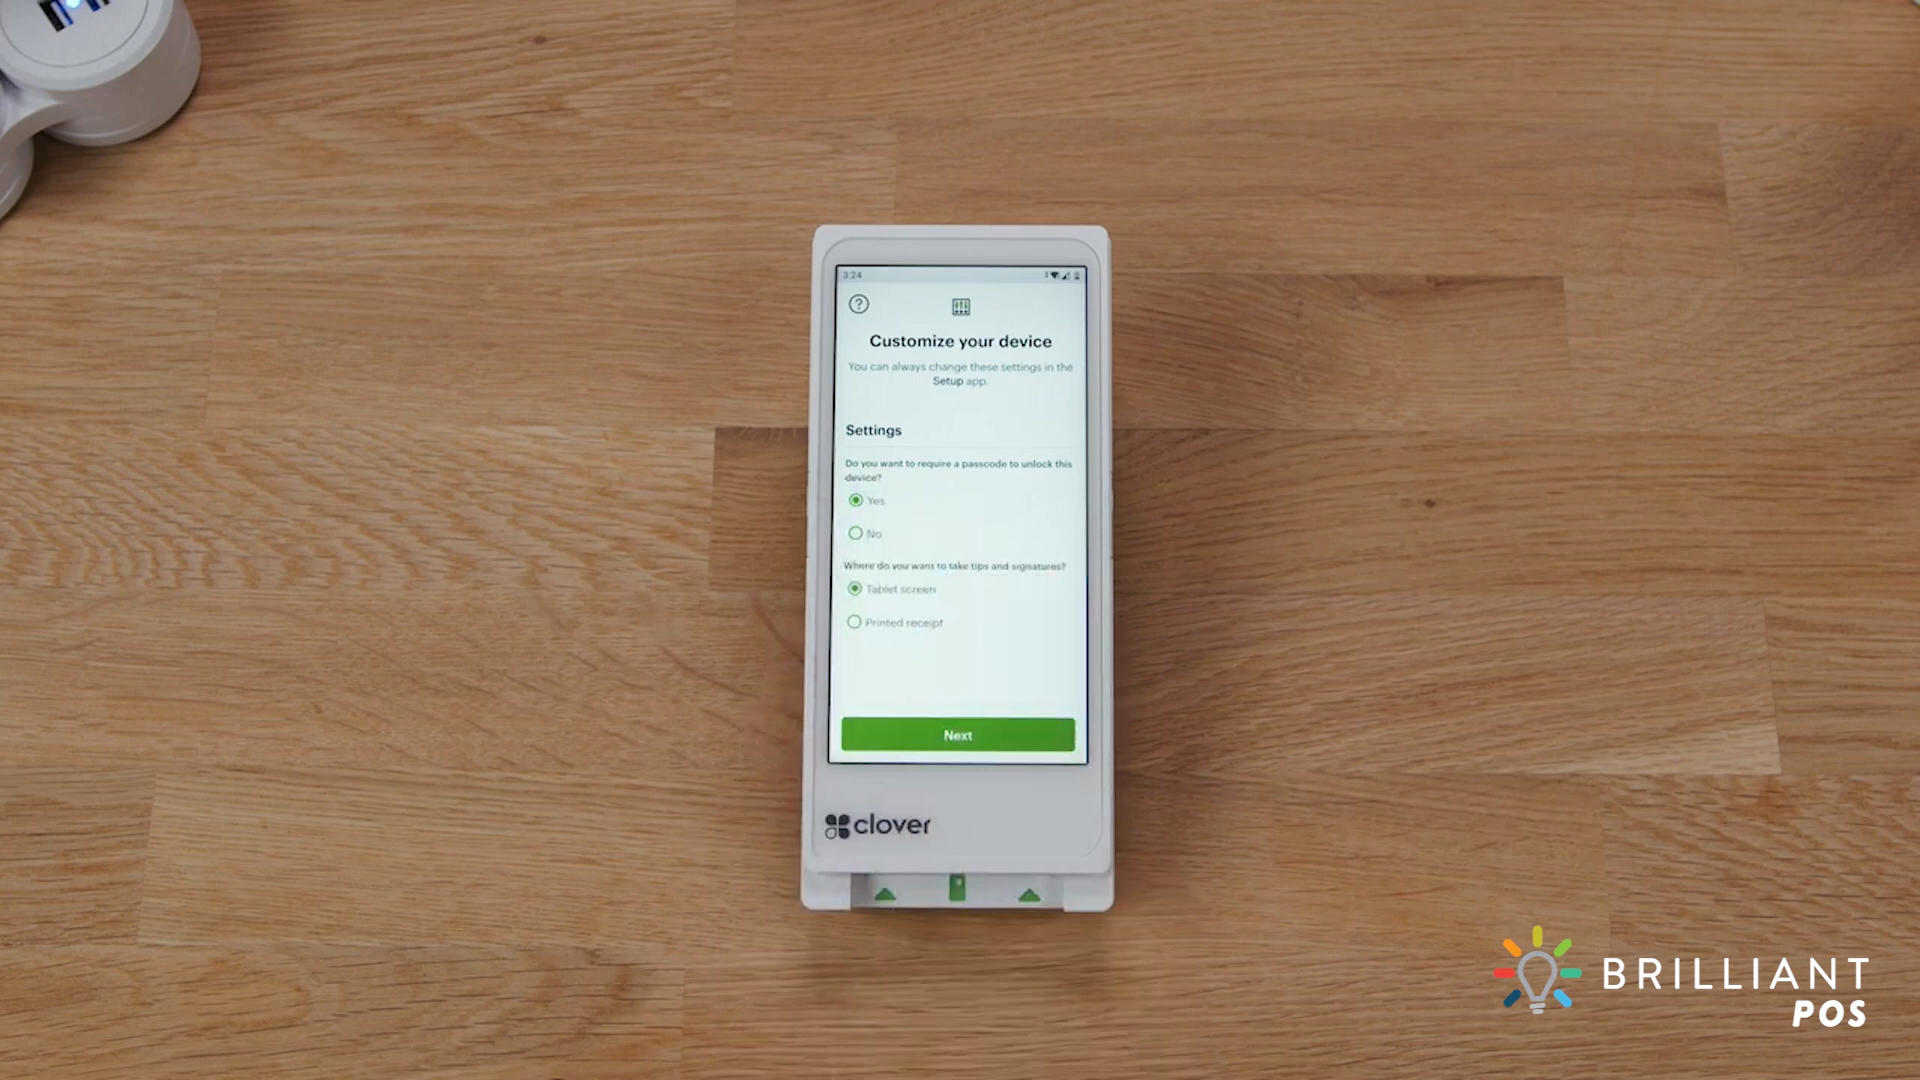 3:24
?
Customize your device
You can always change these settings in the
Setup app.
Settings
Do you want to require a passcode to unlock this
device?
Yes
No
Where do you want to take tips and signatures?
Tablet screen
Printed receipt
Next
clover
BRILLIANT
POS